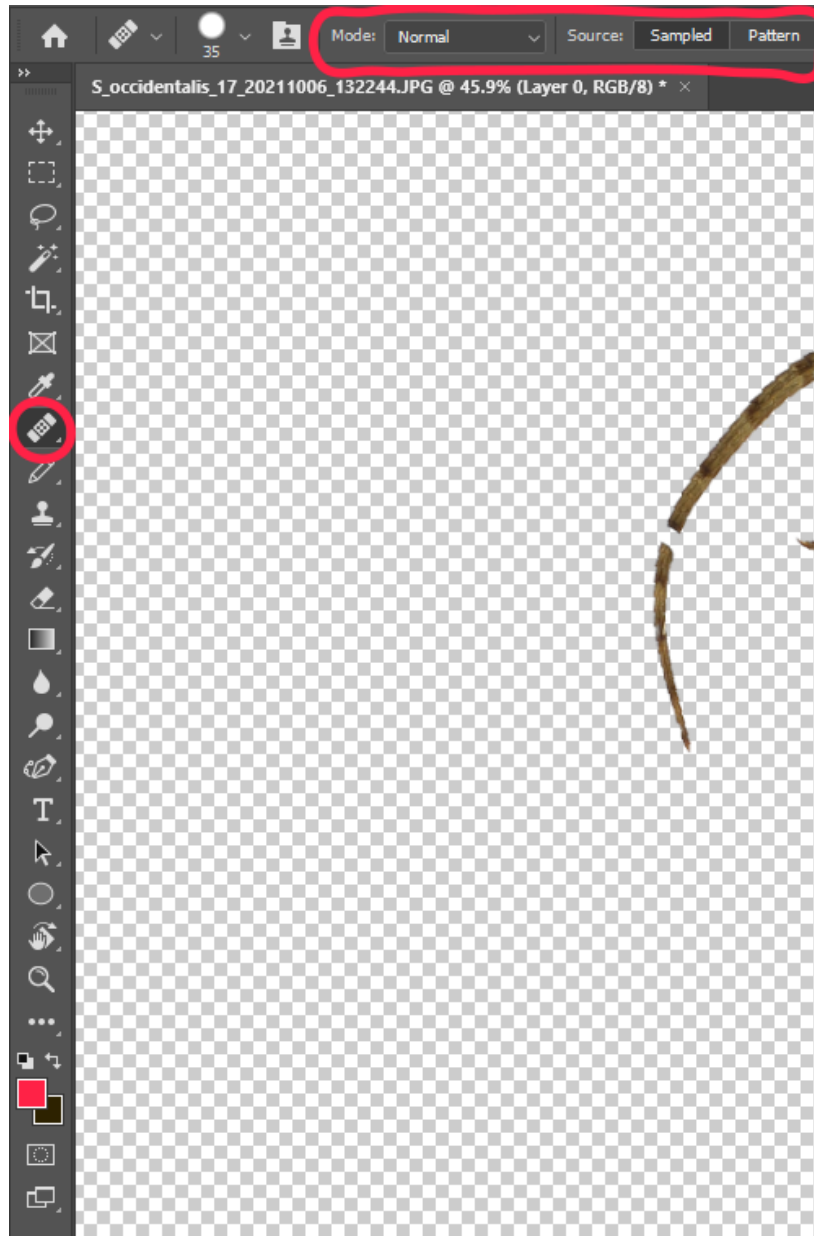 Mode: Normal Source: Sampled Pattern
35
S_occidentalis_17_20211006_132244.JPG @ 45.9% (Layer 0, RGB/8) * ×
T